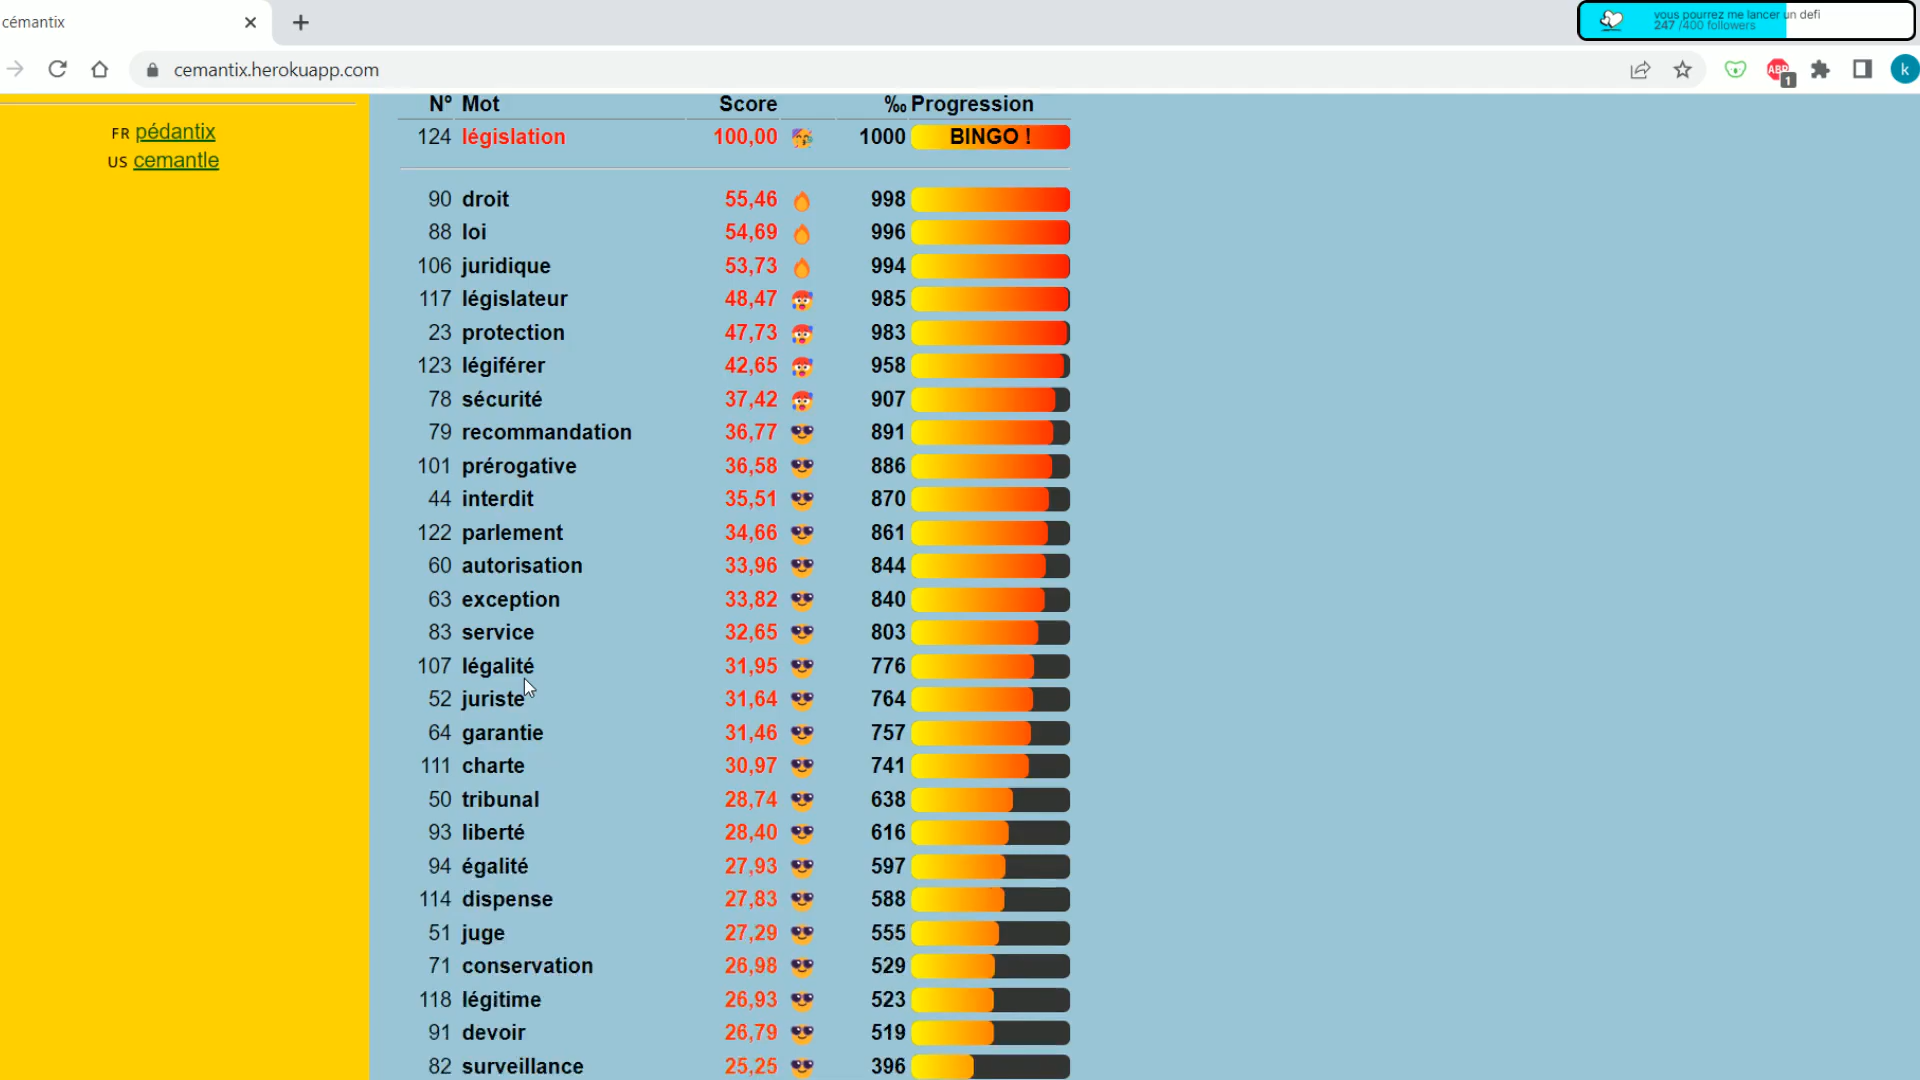 cémantix
vous pourrez me lancer un defi
247 /400 followers
cemantix.herokuapp.com
ABP
1
k
FR pédantix
US cemantle
N° Mot Score ‰ Progression
124 législation 100,00 1000 BINGO !
90 droit 55,46 998
88 loi 54,69 996
106 juridique 53,73 994
117 législateur 48,47 985
23 protection 47,73 983
123 légiférer 42,65 958
78 sécurité 37,42 907
79 recommandation 36,77 891
101 prérogative 36,58 886
44 interdit 35,51 870
122 parlement 34,66 861
60 autorisation 33,96 844
63 exception 33,82 840
83 service 32,65 803
107 légalité 31,95 776
52 juriste 31,64 764
64 garantie 31,46 757
111 charte 30,97 741
50 tribunal 28,74 638
93 liberté 28,40 616
94 égalité 27,93 597
114 dispense 27,83 588
51 juge 27,29 555
71 conservation 26,98 529
118 légitime 26,93 523
91 devoir 26,79 519
82 surveillance 25,25 396